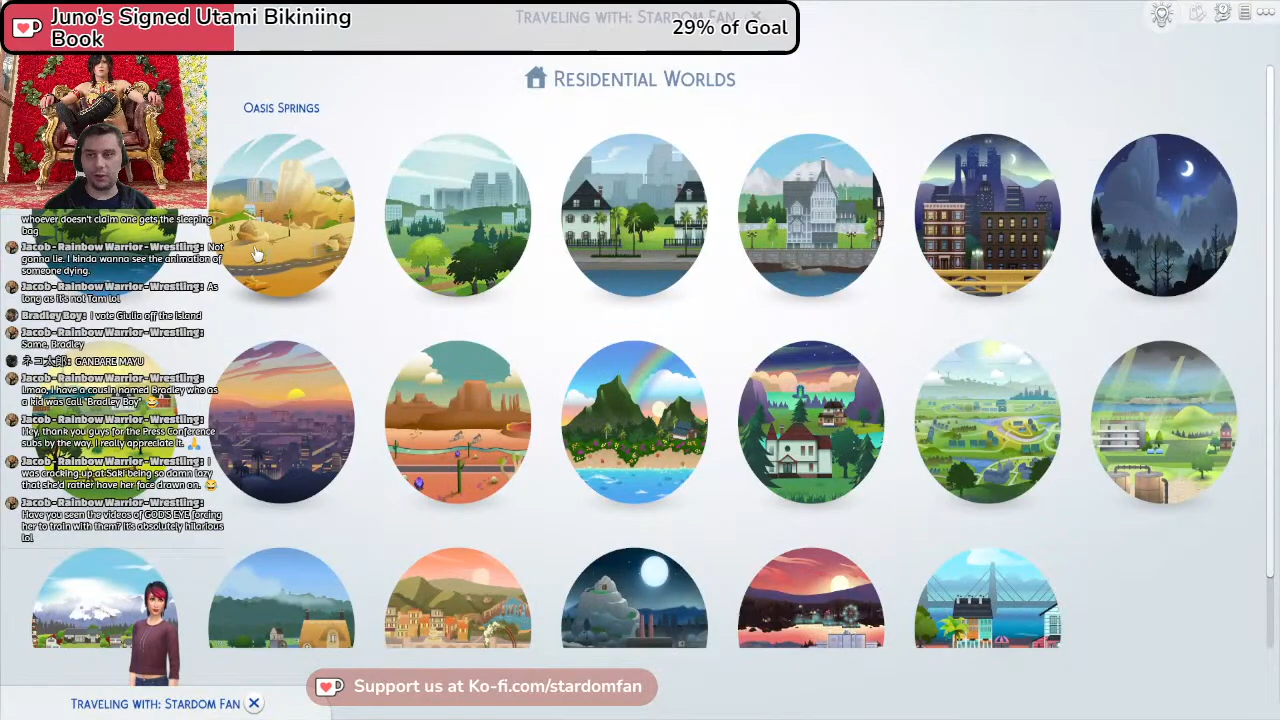 Juno's Signed Utami Bikiniing
Book
29% of Goal
Traveling with: Stardom Fan
Residential Worlds
Oasis Springs
whoever doesn't claim one gets the sleeping
bag
Jacob - Rainbow Warrior - Wrestling: Not
gonna lie. I kinda wanna see the animation of
someone dying.
Jacob - Rainbow Warrior - Wrestling: As
long as it's not Tam lol
Bradley Boy: I vote Giulia off the island
Jacob - Rainbow Warrior - Wrestling:
Same, Bradley
ネコ太郎: GANBARE MAYU
Jacob - Rainbow Warrior - Wrestling:
Lmao, I have a cousin named Bradley who as
a kid was call "Bradley Boy" 😂
Jacob - Rainbow Warrior - Wrestling:
Hey, thank you guys for the Press Conference
subs by the way. I really appreciate it. 🙏
Jacob - Rainbow Warrior - Wrestling: I
was cracking up at Saki being so damn lazy
that she'd rather have her face drawn on. 😂
Jacob - Rainbow Warrior - Wrestling:
Have you seen the videos of GOD'S EYE forcing
her to train with them? It's absolutely hilarious
lol
Traveling with: Stardom Fan
Support us at Ko-fi.com/stardomfan